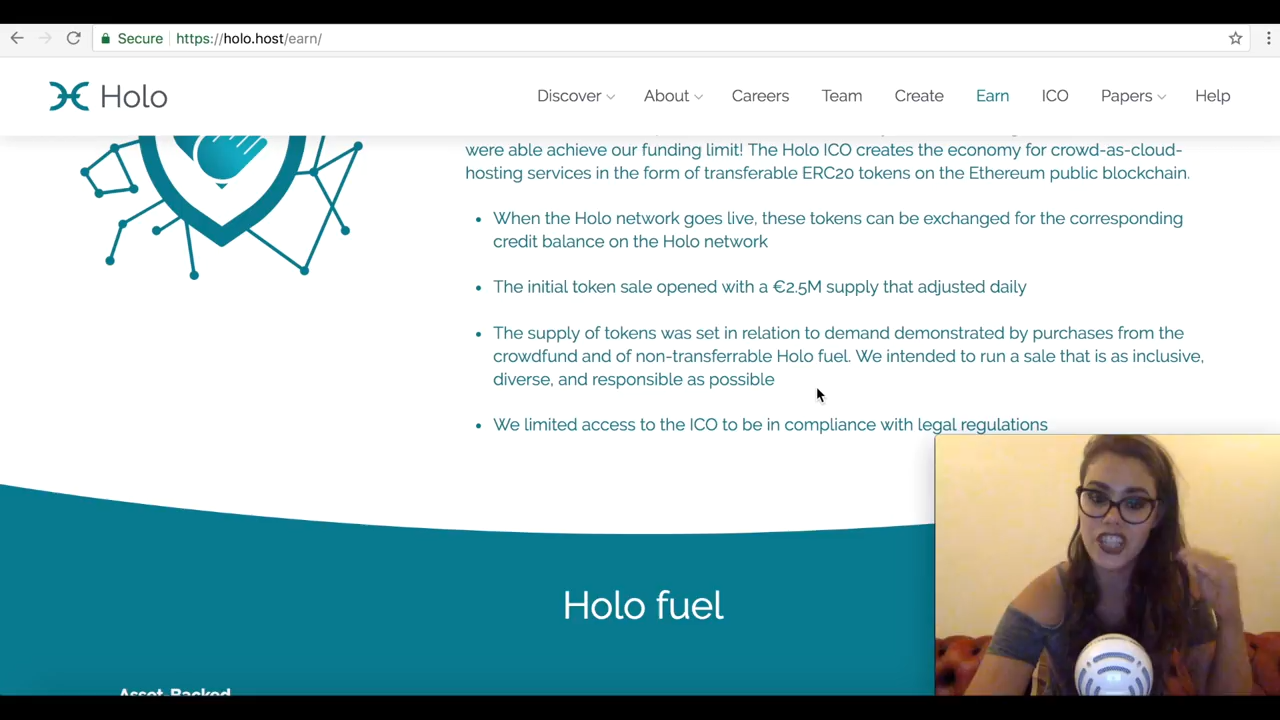 Secure https://holo.host/earn/
Holo
Discover About Careers Team Create Earn ICO Papers Help
were able achieve our funding limit! The Holo ICO creates the economy for crowd-as-cloud-
hosting services in the form of transferable ERC20 tokens on the Ethereum public blockchain.
• When the Holo network goes live, these tokens can be exchanged for the corresponding
credit balance on the Holo network
• The initial token sale opened with a €2.5M supply that adjusted daily
• The supply of tokens was set in relation to demand demonstrated by purchases from the
crowdfund and of non-transferrable Holo fuel. We intended to run a sale that is as inclusive,
diverse, and responsible as possible
• We limited access to the ICO to be in compliance with legal regulations
Holo fuel
Asset-Backed